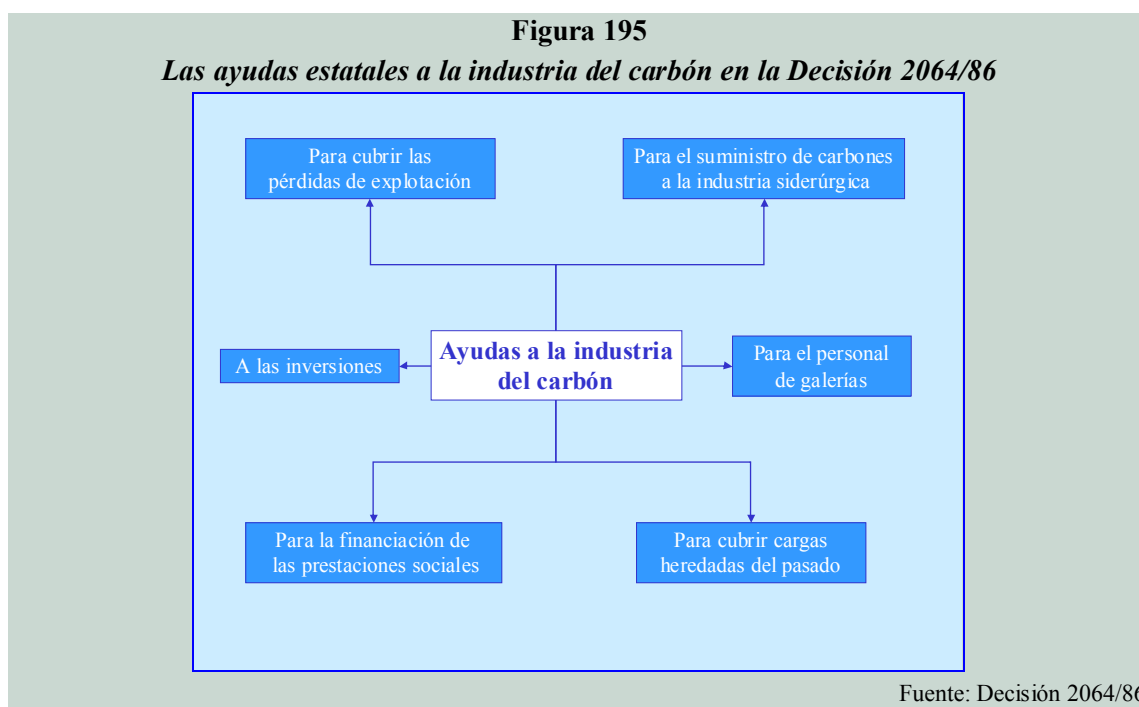 Figura 195
Las ayudas estatales a la industria del carbón en la Decisión 2064/86
Para cubrir las
pérdidas de explotación
Para el suministro de carbones
a la industria siderúrgica
A las inversiones
Ayudas a la industria
del carbón
Para el personal
de galerías
Para la financiación de
las prestaciones sociales
Para cubrir cargas
heredadas del pasado
Fuente: Decisión 2064/86